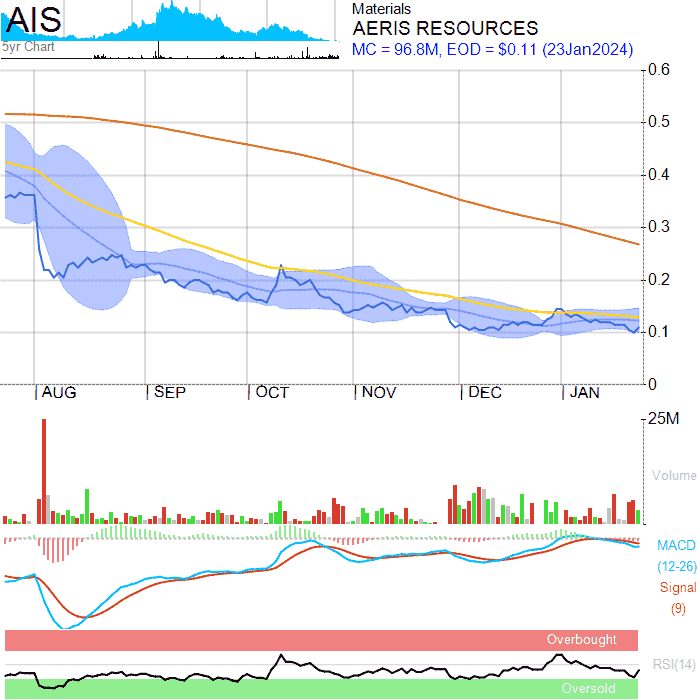 AIS
5yr Chart
Materials
AERIS RESOURCES
MC = 96.8M, EOD = $0.11 (23Jan2024)
0.6
0.5
0.4
0.3
0.2
0.1
0
AUG SEP OCT NOV DEC JAN
25M
Volume
MACD
(12-26)
Signal
(9)
Overbought
RSI(14)
Oversold